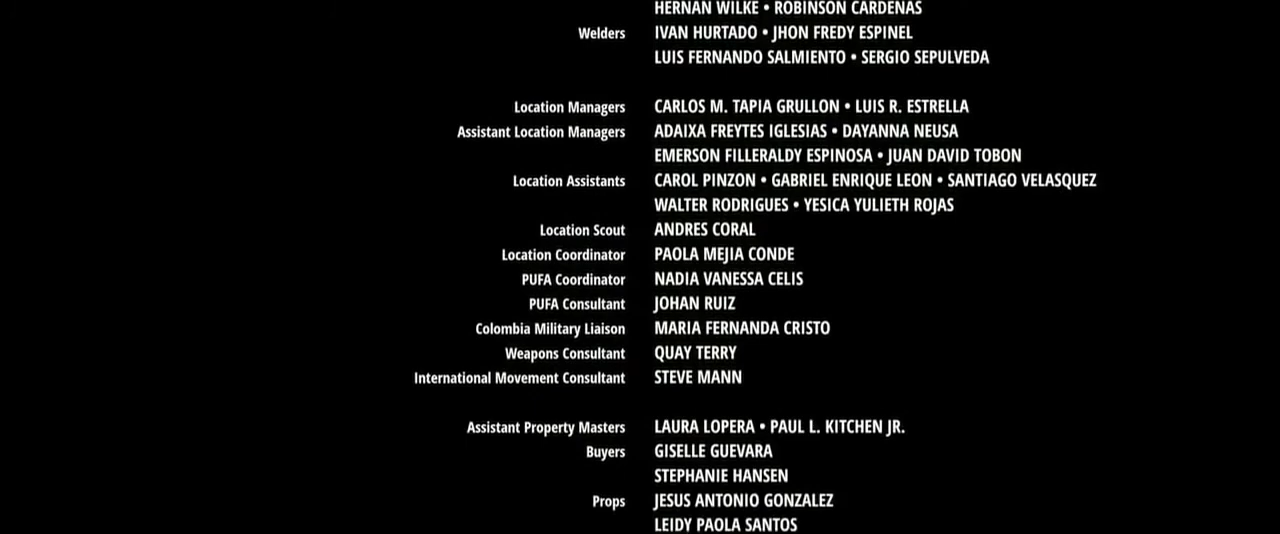 HERNAN WILKE • ROBINSON CARDENAS
Welders IVAN HURTADO • JHON FREDY ESPINEL
LUIS FERNANDO SALMIENTO • SERGIO SEPULVEDA
Location Managers CARLOS M. TAPIA GRULLON • LUIS R. ESTRELLA
Assistant Location Managers ADAIXA FREYTES IGLESIAS • DAYANNA NEUSA
EMERSON FILLERALDY ESPINOSA • JUAN DAVID TOBON
Location Assistants CAROL PINZON • GABRIEL ENRIQUE LEON • SANTIAGO VELASQUEZ
WALTER RODRIGUES • YESICA YULIETH ROJAS
Location Scout ANDRES CORAL
Location Coordinator PAOLA MEJIA CONDE
PUFA Coordinator NADIA VANESSA CELIS
PUFA Consultant JOHAN RUIZ
Colombia Military Liaison MARIA FERNANDA CRISTO
Weapons Consultant QUAY TERRY
International Movement Consultant STEVE MANN
Assistant Property Masters LAURA LOPERA • PAUL L. KITCHEN JR.
Buyers GISELLE GUEVARA
STEPHANIE HANSEN
Props JESUS ANTONIO GONZALEZ
LEIDY PAOLA SANTOS